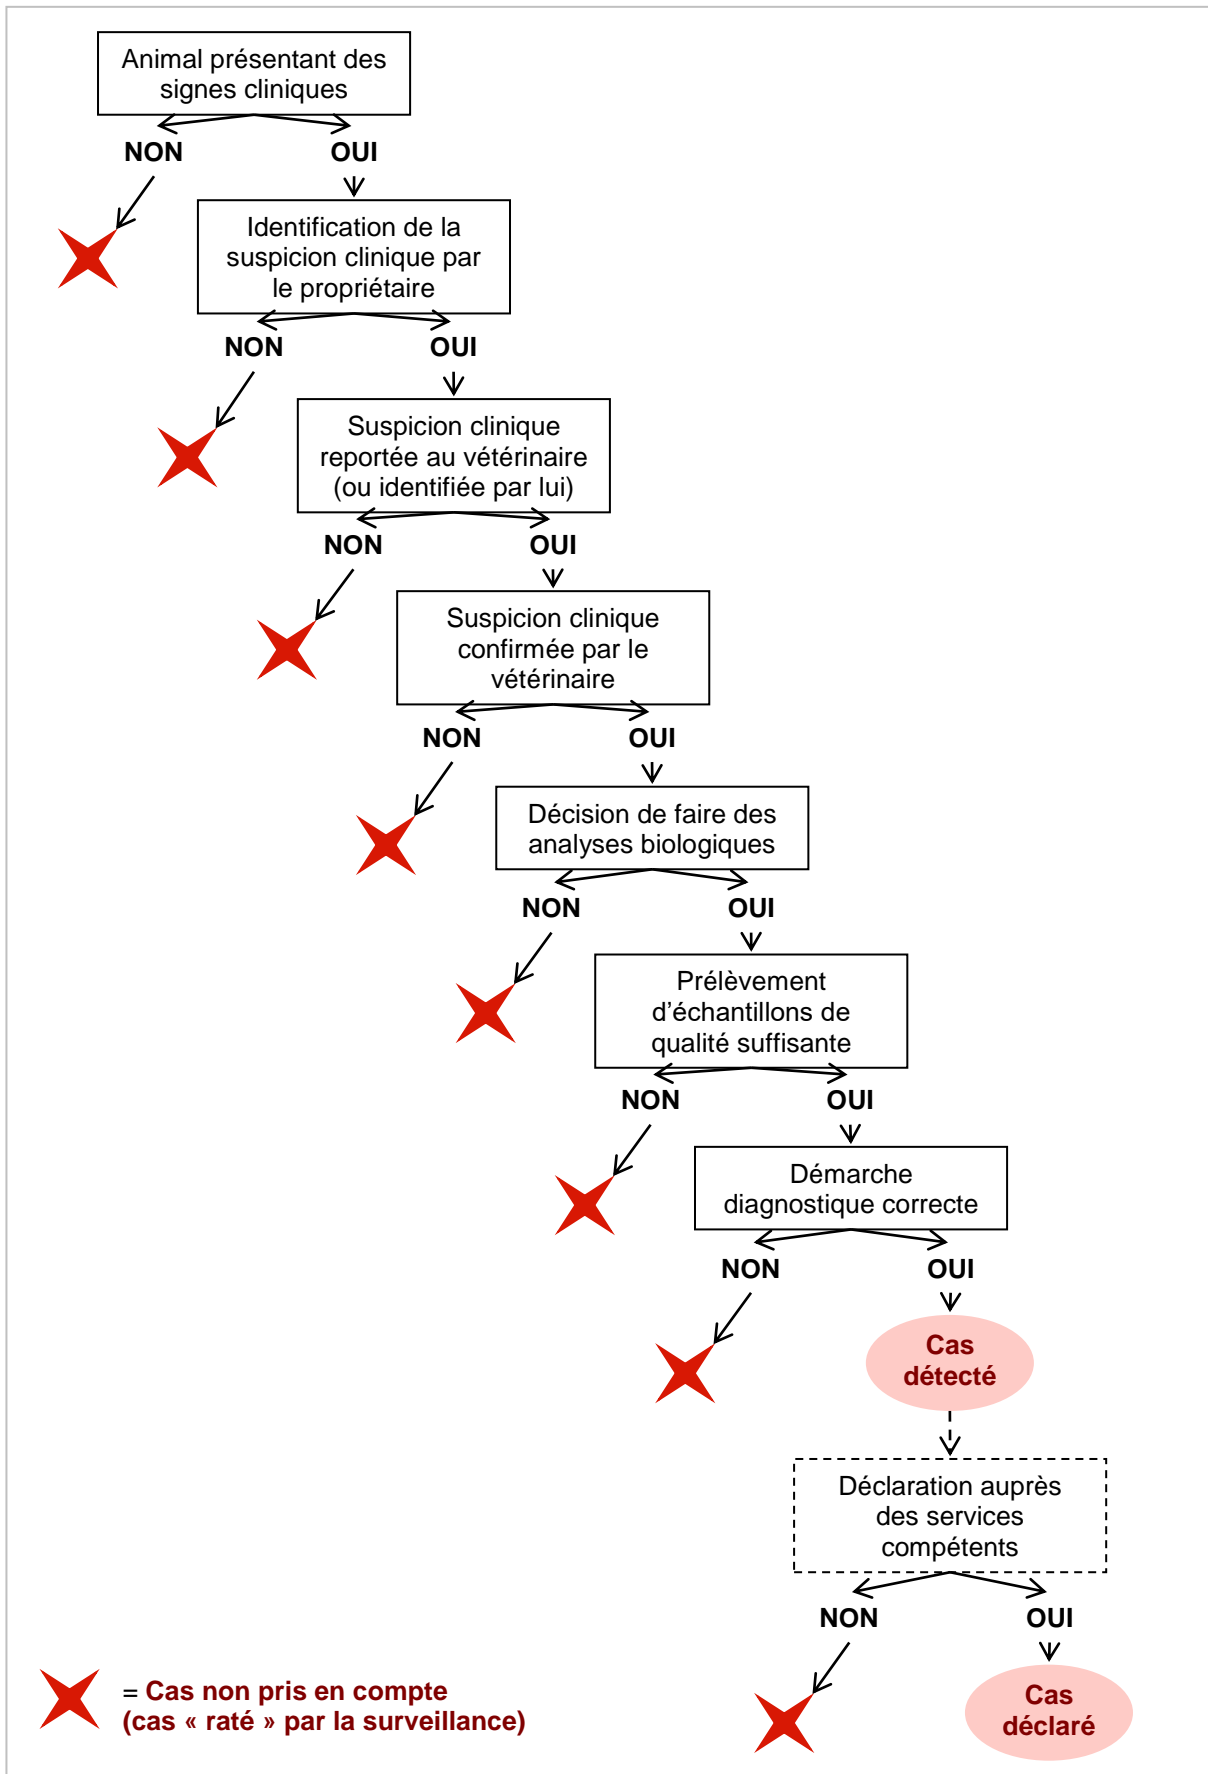 Animal présentant des
signes cliniques
NON
OUI
Identification de la
suspicion clinique par
le propriétaire
NON
OUI
Suspicion clinique
reportée au vétérinaire
(ou identifiée par lui)
NON
OUI
Suspicion clinique
confirmée par le
vétérinaire
NON
OUI
Décision de faire des
analyses biologiques
NON
OUI
Prélèvement
d’échantillons de
qualité suffisante
NON
OUI
Démarche
diagnostique correcte
NON
OUI
Cas
détecté
Déclaration auprès
des services
compétents
NON
OUI
Cas
déclaré
= Cas non pris en compte
(cas « raté » par la surveillance)